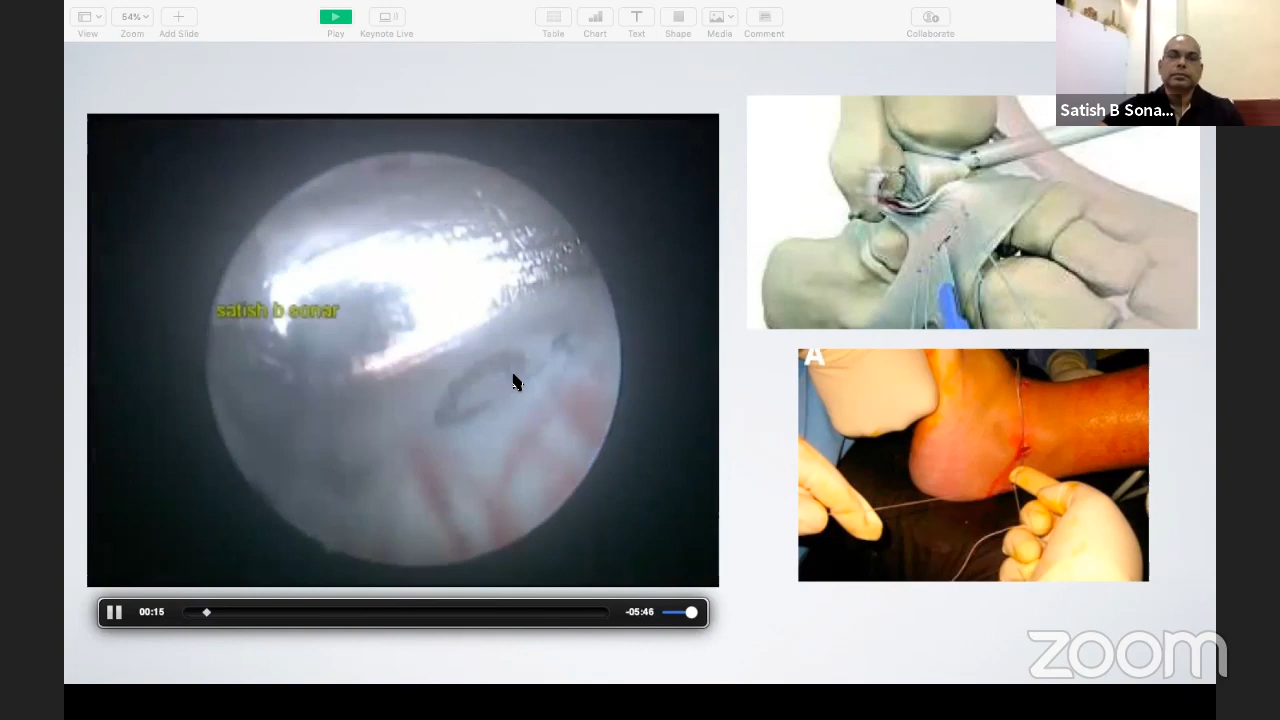 View
54%
Zoom
Add Slide
Play
Keynote Live
Table
Chart
Text
Shape
Media
Comment
Collaborate
Satish B Sona...
satish b sonar
A
00:15
-05:46
zoom